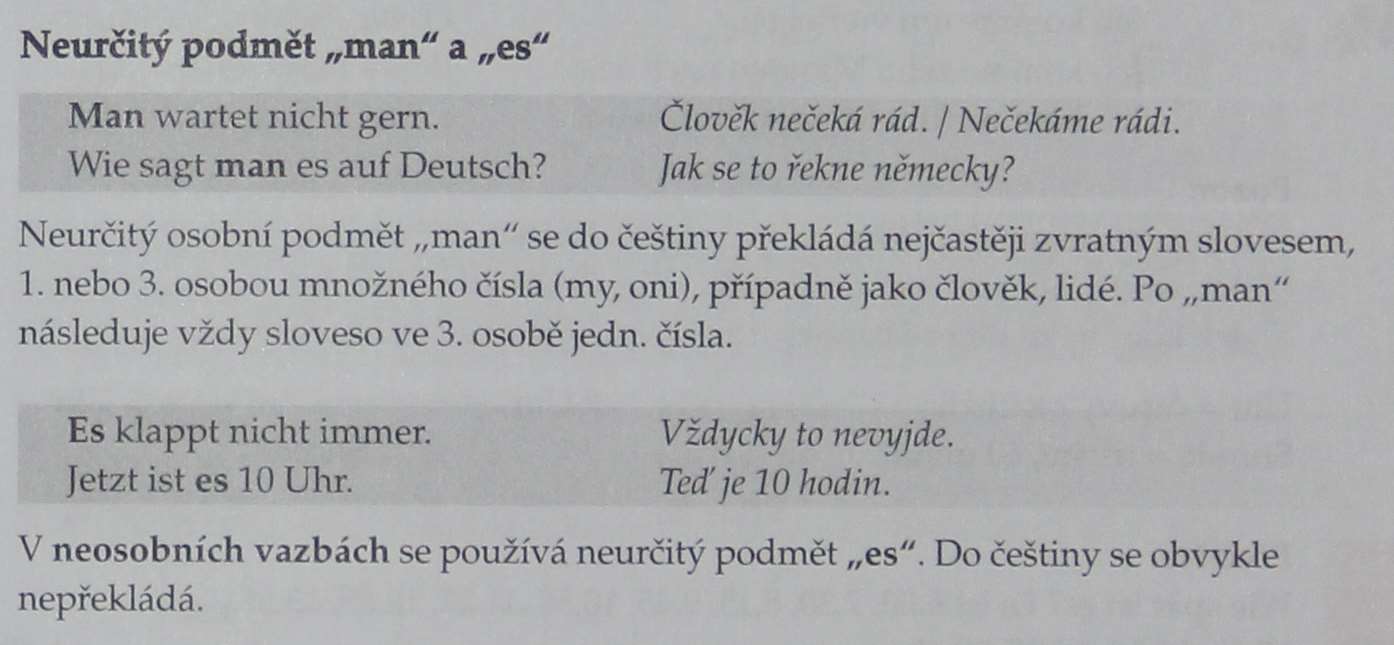 Neurčitý podmět „man“ a „es“
Man wartet nicht gern. Člověk nečeká rád. / Nečekáme rádi.
Wie sagt man es auf Deutsch? Jak se to řekne německy?
Neurčitý osobní podmět „man“ se do češtiny překládá nejčastěji zvratným slovesem,
1. nebo 3. osobou množného čísla (my, oni), případně jako člověk, lidé. Po „man“
následuje vždy sloveso ve 3. osobě jedn. čísla.
Es klappt nicht immer. Vždycky to nevyjde.
Jetzt ist es 10 Uhr. Teď je 10 hodin.
V neosobních vazbách se používá neurčitý podmět „es“. Do češtiny se obvykle
nepřekládá.